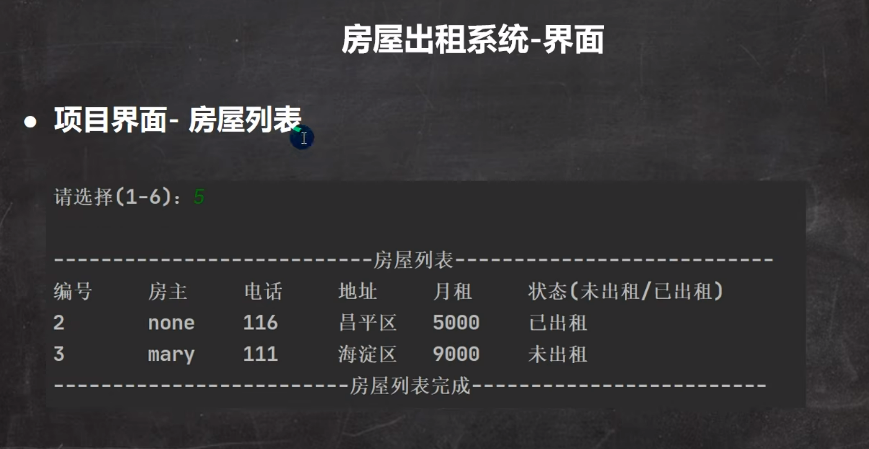 房屋出租系统-界面
● 项目界面- 房屋列表
请选择(1-6): 5
---------------------------房屋列表---------------------------
编号 房主 电话 地址 月租 状态(未出租/已出租)
2 none 116 昌平区 5000 已出租
3 mary 111 海淀区 9000 未出租
-------------------------房屋列表完成-------------------------